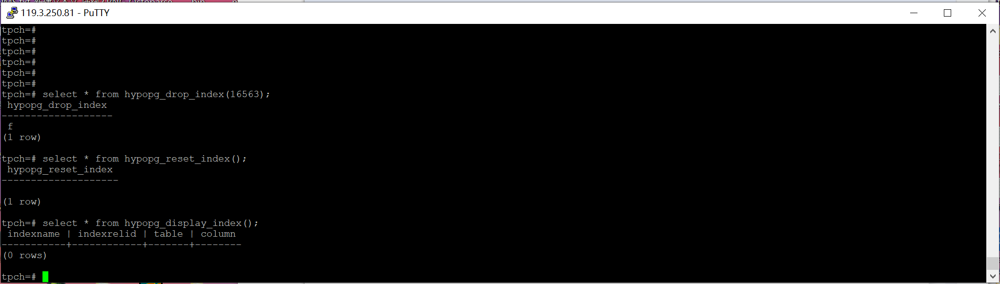 119.3.250.81 - PuTTY
tpch=#
tpch=#
tpch=#
tpch=#
tpch=#
tpch=#
tpch=# select * from hypopg_drop_index(16563);
 hypopg_drop_index
-------------------
 f
(1 row)

tpch=# select * from hypopg_reset_index();
 hypopg_reset_index
--------------------

(1 row)

tpch=# select * from hypopg_display_index();
 indexname | indexrelid | table | column
-----------+------------+-------+--------
(0 rows)

tpch=#